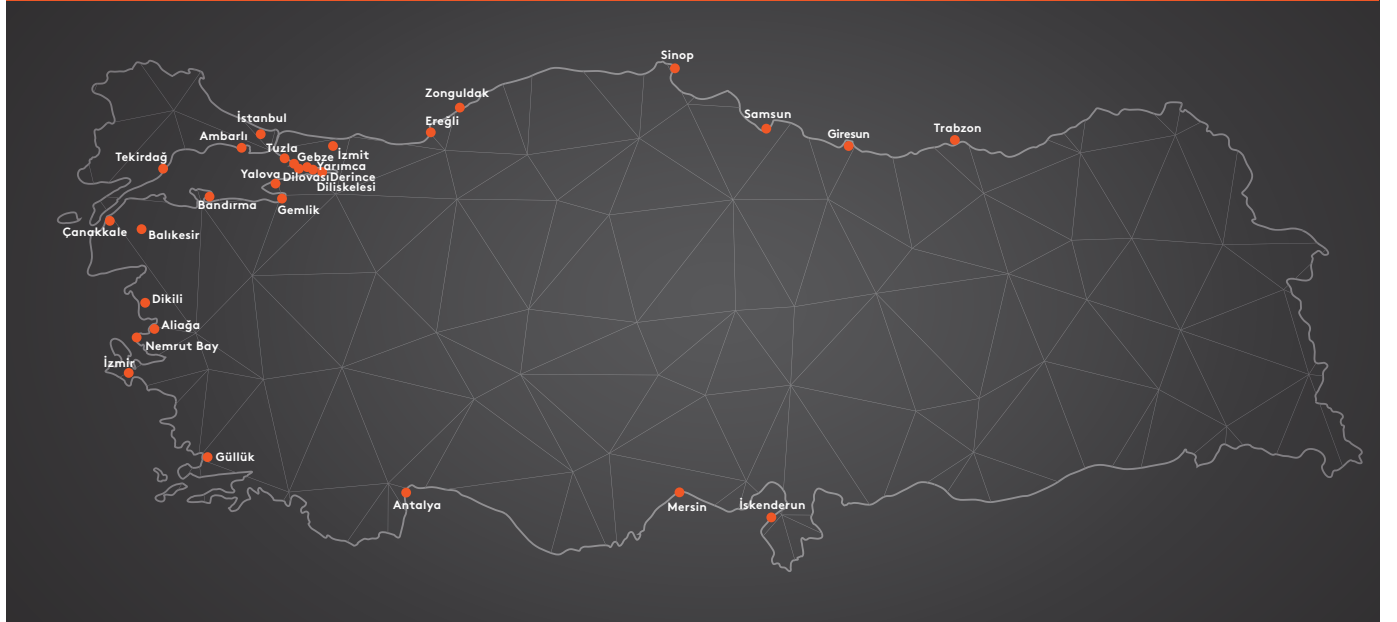 Sinop
Zonguldak
Ereğli
Samsun
İstanbul
Ambarlı
Giresun
Trabzon
Tuzla
Gebze
İzmit
Tekirdağ
Yarımca
Yalova
Dilovası
Derince
Diliskelesi
Bandırma
Gemlik
Çanakkale
Balıkesir
Dikili
Aliağa
Nemrut Bay
İzmir
Güllük
Antalya
Mersin
İskenderun